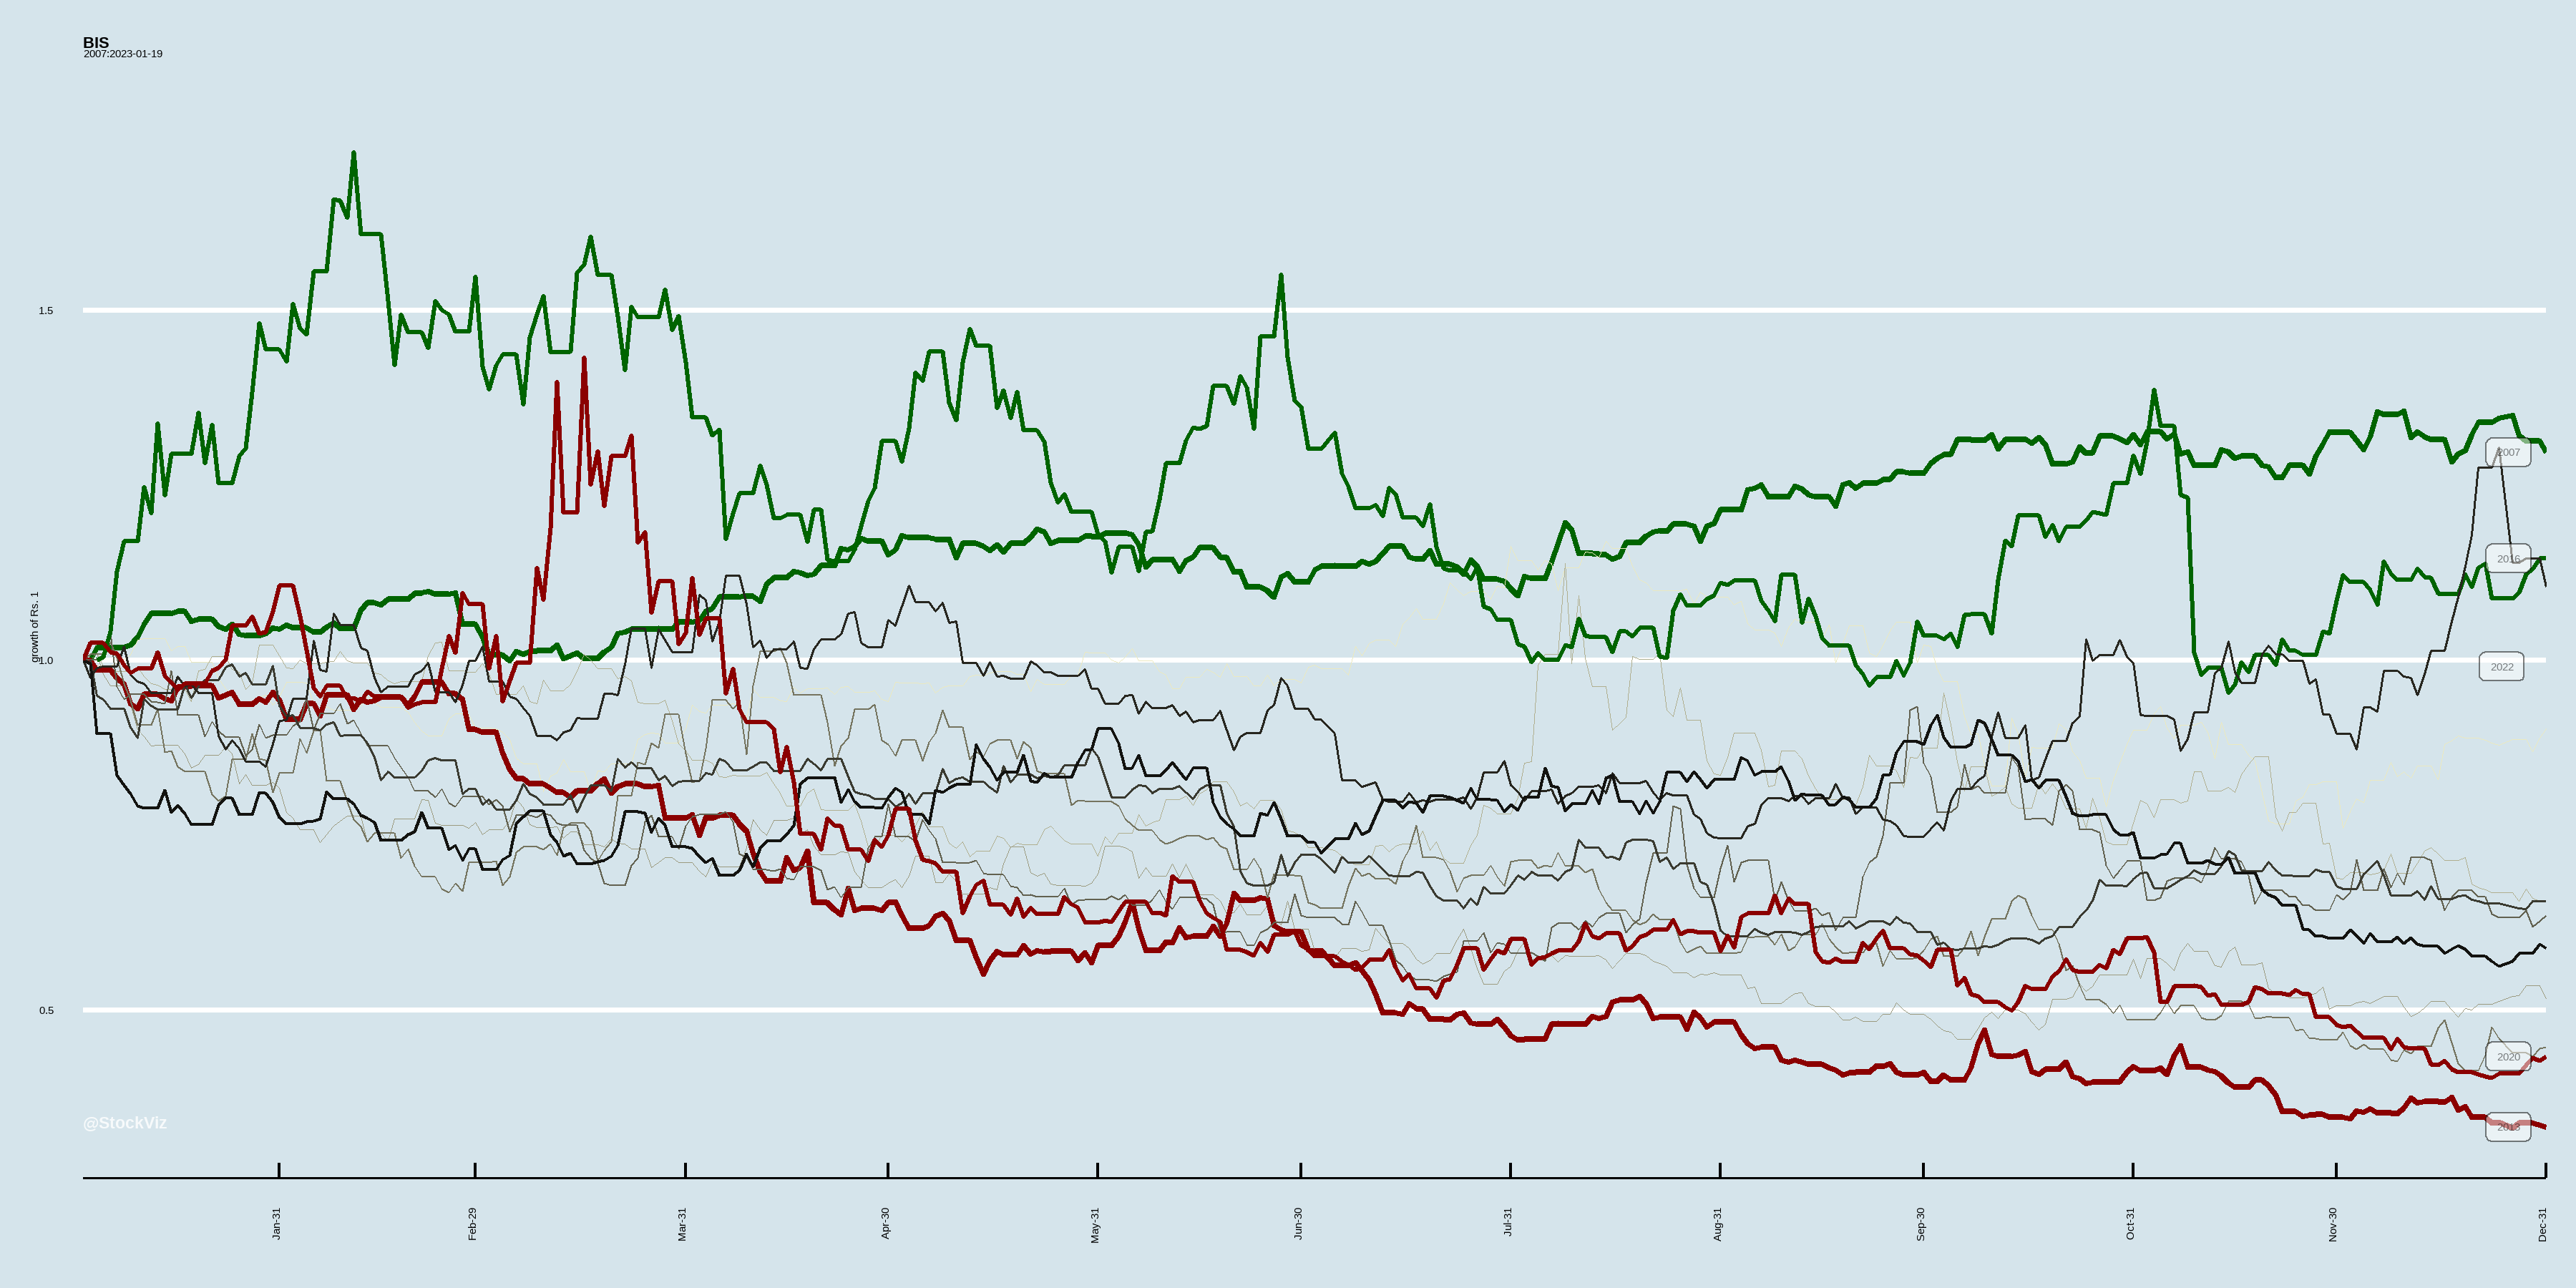 BIS
2007:2023-01-19
1.5
growth of Rs. 1
1.0
0.5
2007
2016
2022
2020
2013
@StockViz
Jan-31
Feb-29
Mar-31
Apr-30
May-31
Jun-30
Jul-31
Aug-31
Sep-30
Oct-31
Nov-30
Dec-31